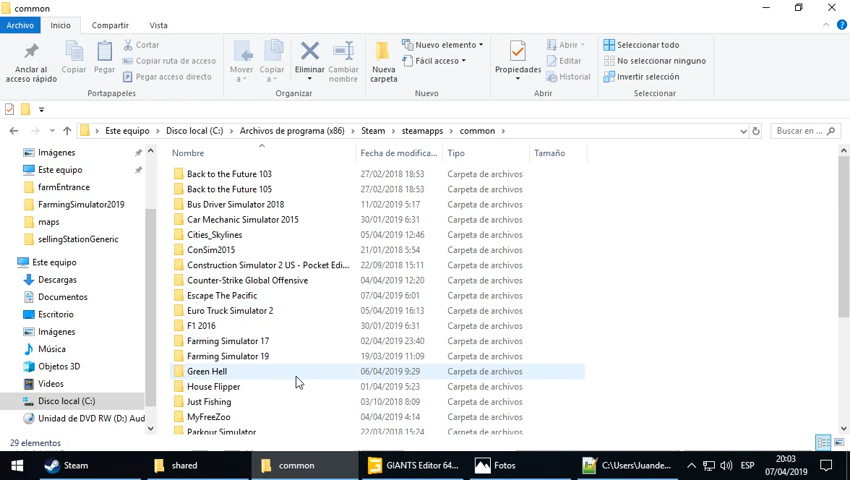 common
Archivo Inicio Compartir Vista
Anclar al acceso rápido
Copiar
Pegar
Cortar
Copiar ruta de acceso
Pegar acceso directo
Mover a
Copiar a
Eliminar
Cambiar nombre
Nueva carpeta
Nuevo elemento
Fácil acceso
Propiedades
Abrir
Editar
Historial
Seleccionar todo
No seleccionar ninguno
Invertir selección
Portapapeles Organizar Nuevo Abrir Seleccionar
Este equipo > Disco local (C:) > Archivos de programa (x86) > Steam > steamapps > common >
Buscar en ...
Imágenes
Este equipo
farmEntrance
FarmingSimulator2019
maps
sellingStationGeneric
Este equipo
Descargas
Documentos
Escritorio
Imágenes
Música
Objetos 3D
Videos
Disco local (C:)
Unidad de DVD RW (D:) Aud
Nombre Fecha de modifica... Tipo Tamaño
Back to the Future 103 27/02/2018 18:53 Carpeta de archivos
Back to the Future 105 27/02/2018 18:53 Carpeta de archivos
Bus Driver Simulator 2018 11/02/2019 5:17 Carpeta de archivos
Car Mechanic Simulator 2015 30/01/2019 6:31 Carpeta de archivos
Cities_Skylines 05/04/2019 12:46 Carpeta de archivos
ConSim2015 21/01/2018 5:54 Carpeta de archivos
Construction Simulator 2 US - Pocket Edi... 22/09/2018 15:11 Carpeta de archivos
Counter-Strike Global Offensive 04/04/2019 12:20 Carpeta de archivos
Escape The Pacific 07/04/2019 6:01 Carpeta de archivos
Euro Truck Simulator 2 05/04/2019 16:13 Carpeta de archivos
F1 2016 30/01/2019 6:31 Carpeta de archivos
Farming Simulator 17 02/04/2019 23:40 Carpeta de archivos
Farming Simulator 19 19/03/2019 11:09 Carpeta de archivos
Green Hell 06/04/2019 9:29 Carpeta de archivos
House Flipper 01/04/2019 5:23 Carpeta de archivos
Just Fishing 03/10/2018 8:09 Carpeta de archivos
MyFreeZoo 04/04/2019 4:14 Carpeta de archivos
Parkour Simulator 22/03/2018 15:24 Carpeta de archivos
29 elementos
Steam
shared
common
GIANTS Editor 64...
Fotos
C:\Users\Juande...
ESP
20:03
07/04/2019